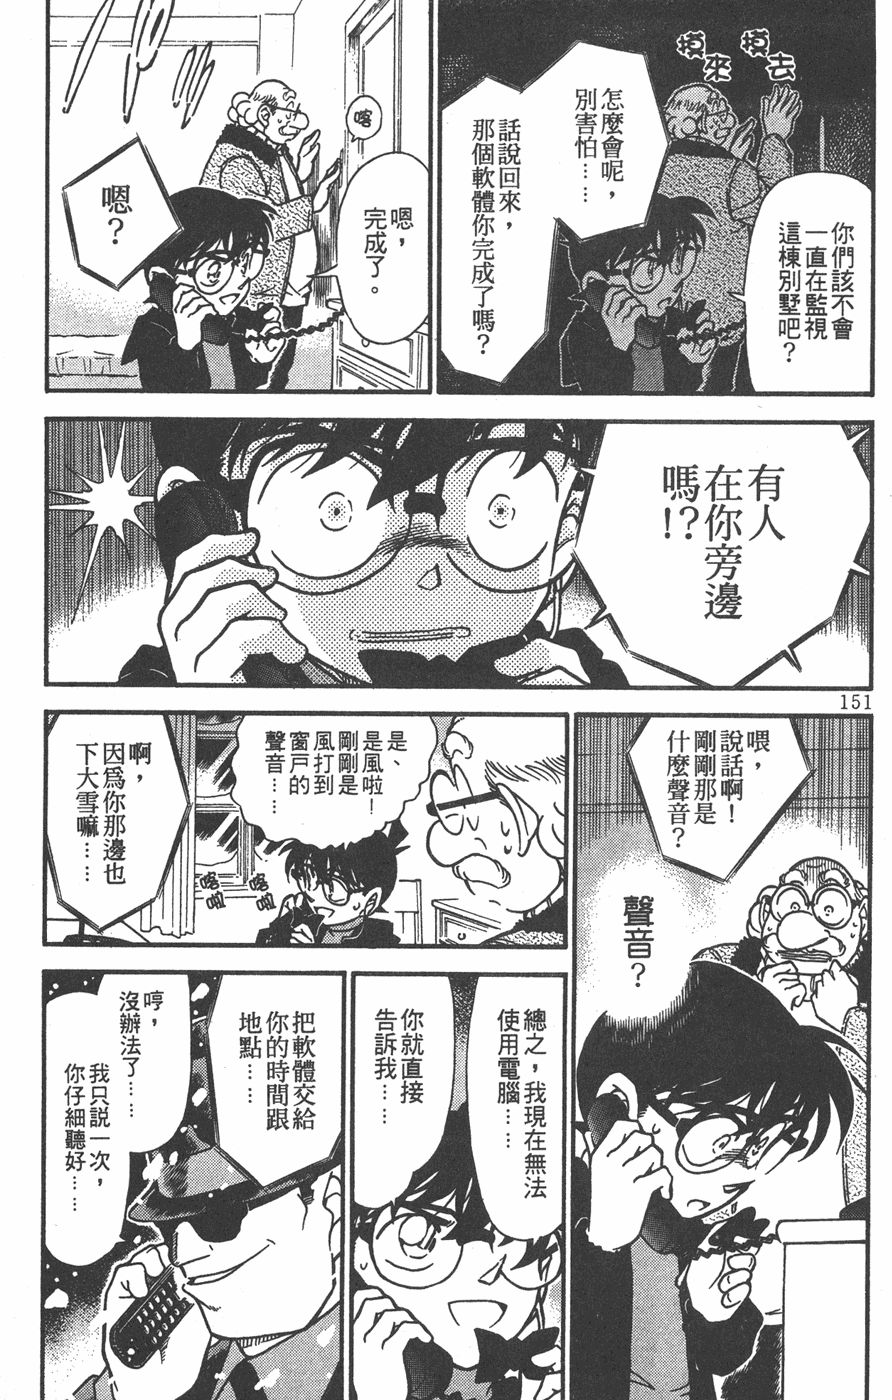 你們該不會
一直在監視
這棟別墅吧?
摸去
摸來
怎麼會呢，
別害怕……
話說回來，
那個軟體你完成了嗎?
喀
嗯，
完成了。
嗯?
有人
在你旁邊
嗎!?
151
喂，
說話啊!
剛剛那是
什麼聲音?
聲音?
是、
是風啦!
剛剛是
風打到
窗戶的
聲音……
喀啦
喀啦
啊，
因為你那邊也
下大雪嘛……
總之，我現在無法
使用電腦……
你就直接
告訴我……
把軟體交給
你的時間跟
地點……
哼，
沒辦法了……
我只說一次，
你仔細聽好……